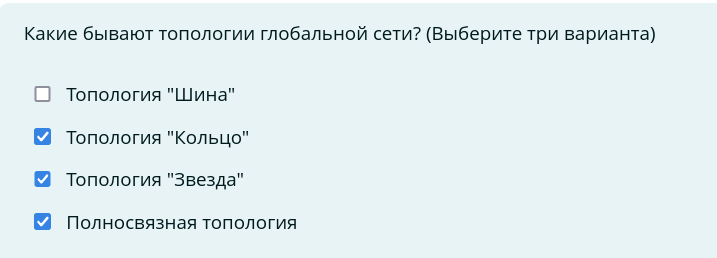 Какие бывают топологии глобальной сети? (Выберите три варианта)
Топология "Шина"
Топология "Кольцо"
Топология "Звезда"
Полносвязная топология